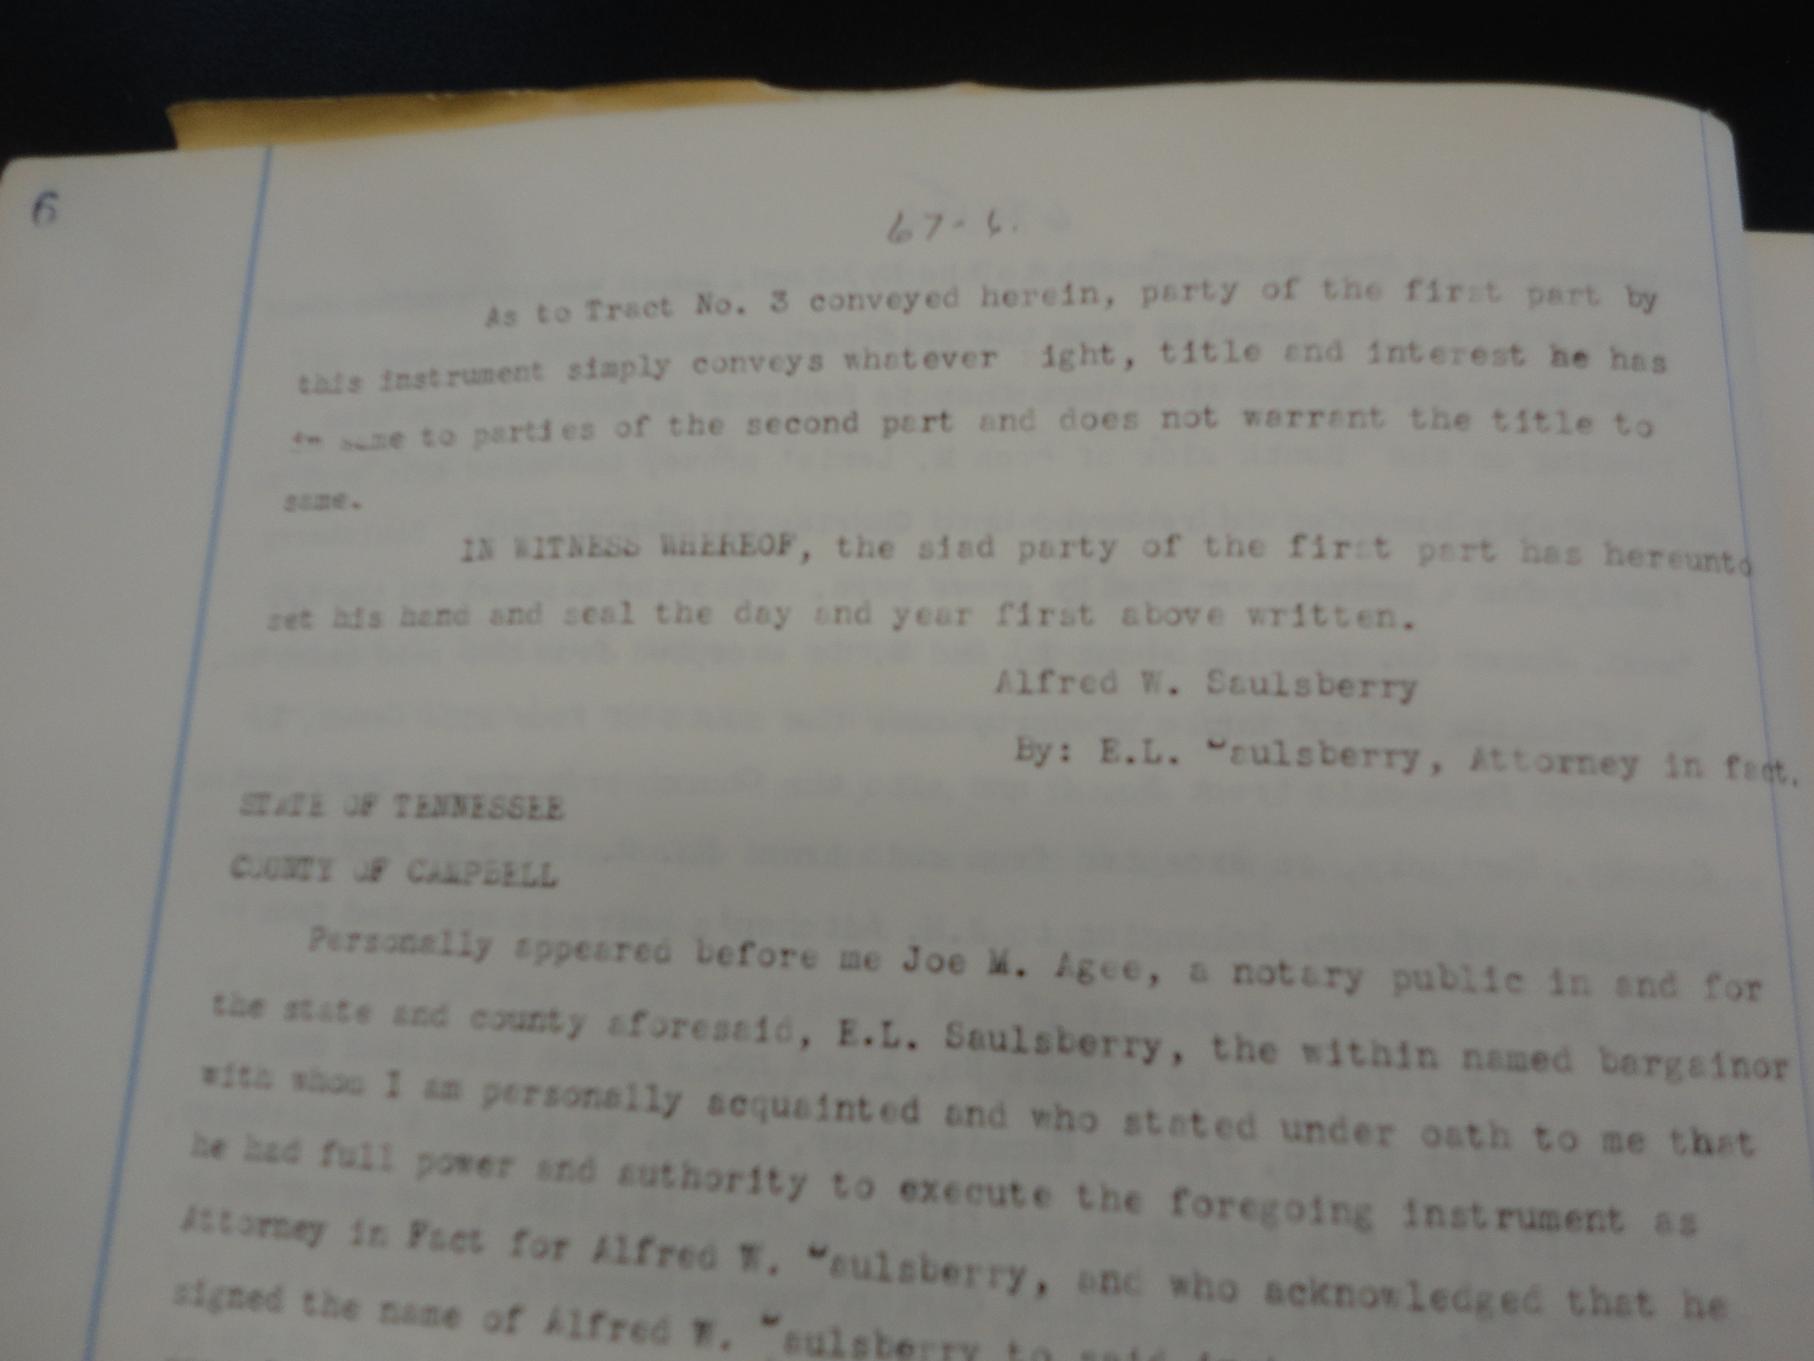 6
67-6.
As to Tract No. 3 conveyed herein, party of the first part by
this instrument simply conveys whatever ight, title and interest he has
in same to parties of the second part and does not warrant the title to
same.
IN WITNESS WHEREOF, the siad party of the first part has hereunto
set his hand and seal the day and year first above written.
Alfred W. Saulsberry
By: E.L. Saulsberry, Attorney in fact.
STATE OF TENNESSEE
COUNTY OF CAMPBELL
Personally appeared before me Joe M. Agee, a notary public in and for
the state and county aforesaid, E.L. Saulsberry, the within named bargainor
with whom I am personally acquainted and who stated under oath to me that
he had full power and authority to execute the foregoing instrument as
Attorney in Fact for Alfred W. Saulsberry, and who acknowledged that he
signed the name of Alfred W. Saulsberry to said